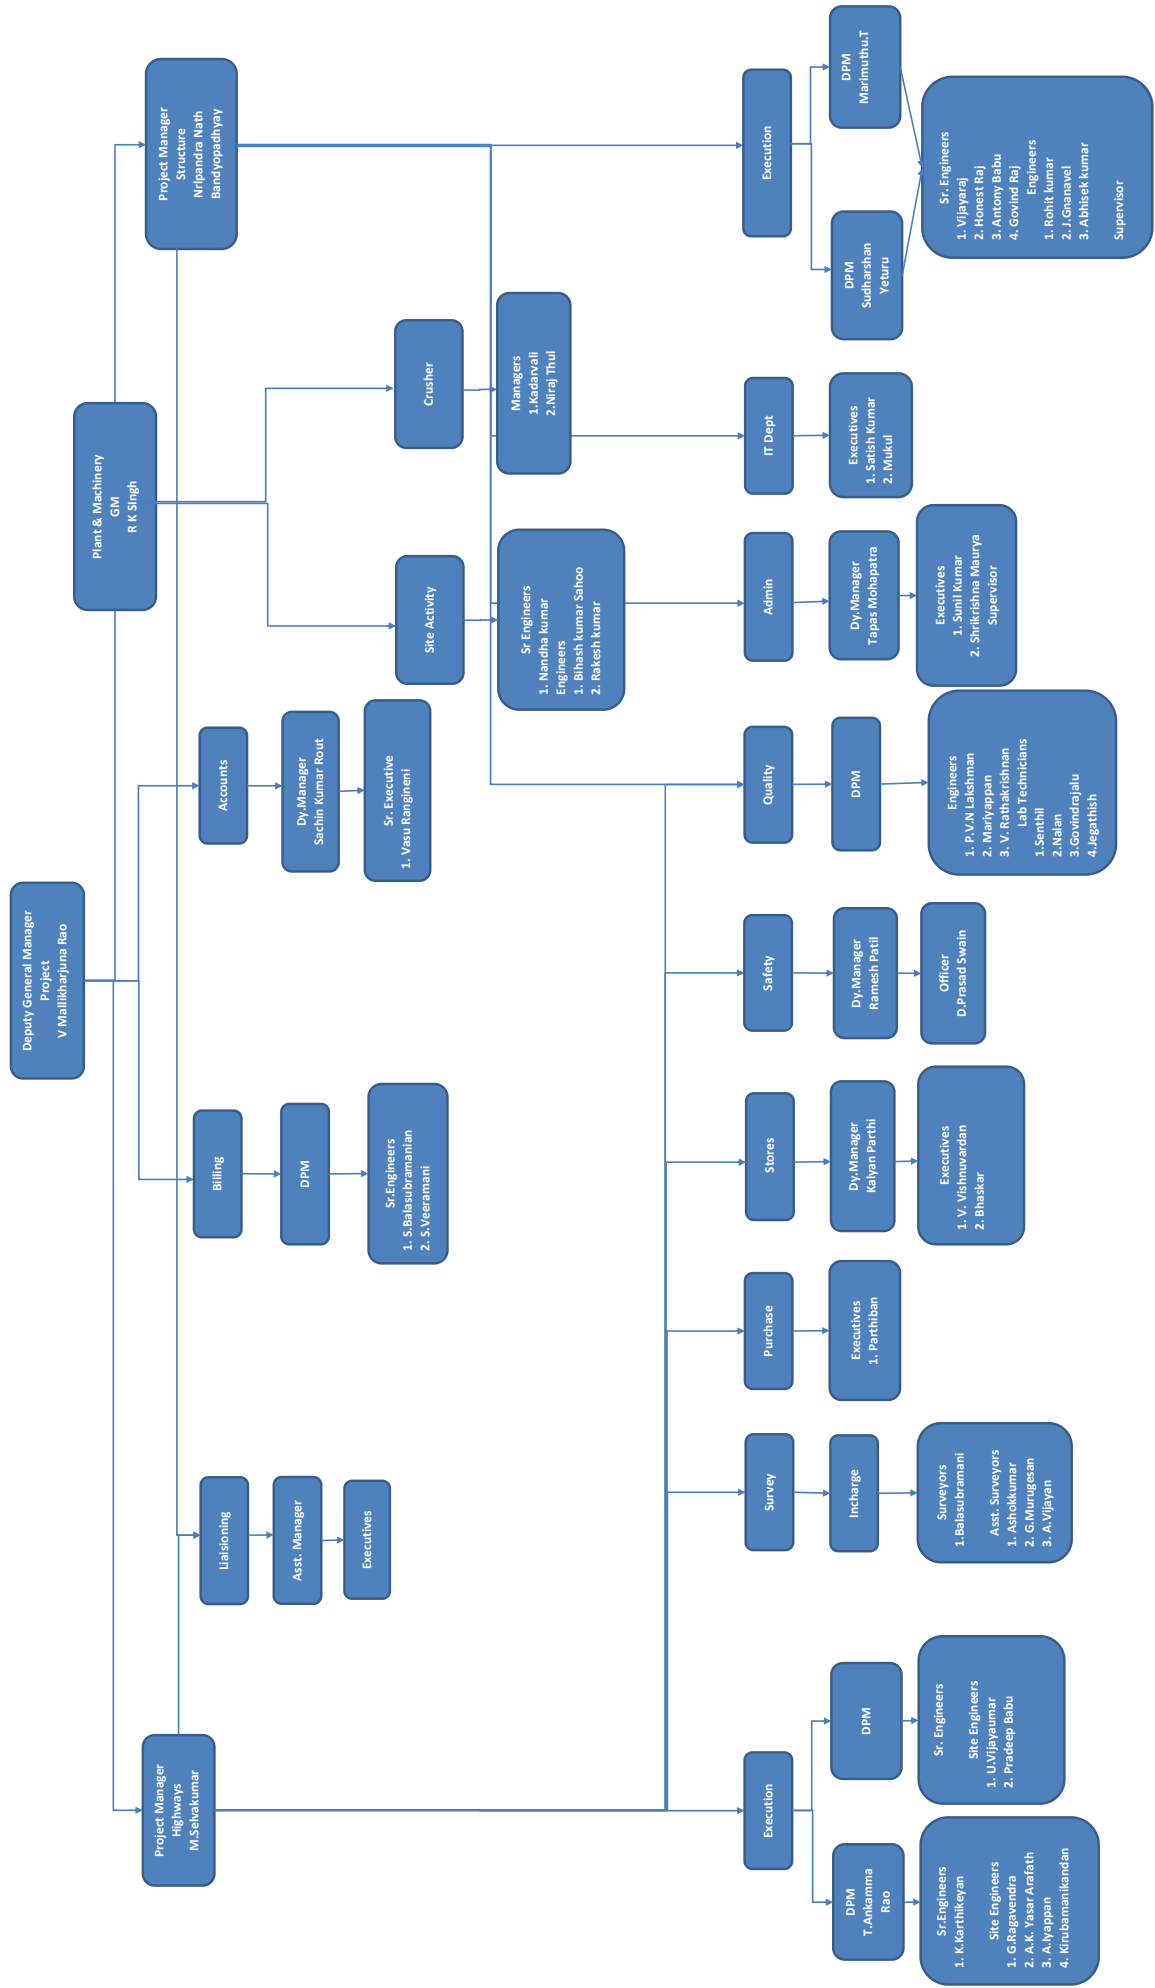 Deputy General Manager
Project
V Mallikharjuna Rao
Plant & Machinery
GM
R K Singh
Project Manager
Highways
M.Selvakumar
Project Manager
Structure
Nripandra Nath
Bandyopadhyay
Liaisioning
Asst. Manager
Executives
Billing
DPM
Sr.Engineers
1. S.Balasubramanian
2. S.Veeramani
Accounts
Dy.Manager
Sachin Kumar Rout
Sr. Executive
1. Vasu Rangineni
Site Activity
Sr Engineers
1. Nandha kumar
Engineers
1. Bihash kumar Sahoo
2. Rakesh kumar
Crusher
Managers
1.Kadarvali
2.Niraj Thul
Execution
DPM
T.Ankamma
Rao
Sr.Engineers
1. K.Karthikeyan
Site Engineers
1. G.Ragavendra
2. A.K. Yasar Arafath
3. A.Iyappan
4. Kirubamanikandan
DPM
Sr. Engineers
Site Engineers
1. U.Vijayaumar
2. Pradeep Babu
Survey
Incharge
Surveyors
1.Balasubramani
Asst. Surveyors
1. Ashokkumar
2. G.Murugesan
3. A.Vijayan
Purchase
Executives
1. Parthiban
Stores
Dy.Manager
Kalyan Parthi
Executives
1. V. Vishnuvardan
2. Bhaskar
Safety
Dy.Manager
Ramesh Patil
Officer
D.Prasad Swain
Quality
DPM
Engineers
1. P.V.N Lakshman
2. Mariyappan
3. V. Rathakrishnan
Lab Technicians
1.Senthil
2.Nalan
3.Govindrajalu
4.Jegathish
Admin
Dy.Manager
Tapas Mohapatra
Executives
1. Sunil Kumar
2. Shrikrishna Maurya
Supervisor
IT Dept
Executives
1. Satish Kumar
2. Mukul
Execution
DPM
Sudharshan
Yeturu
DPM
Marimuthu.T
Sr. Engineers
1. Vijayaraj
2. Honest Raj
3. Antony Babu
4. Govind Raj
Engineers
1. Rohit kumar
2. J.Gnanavel
3. Abhisek kumar
Supervisor